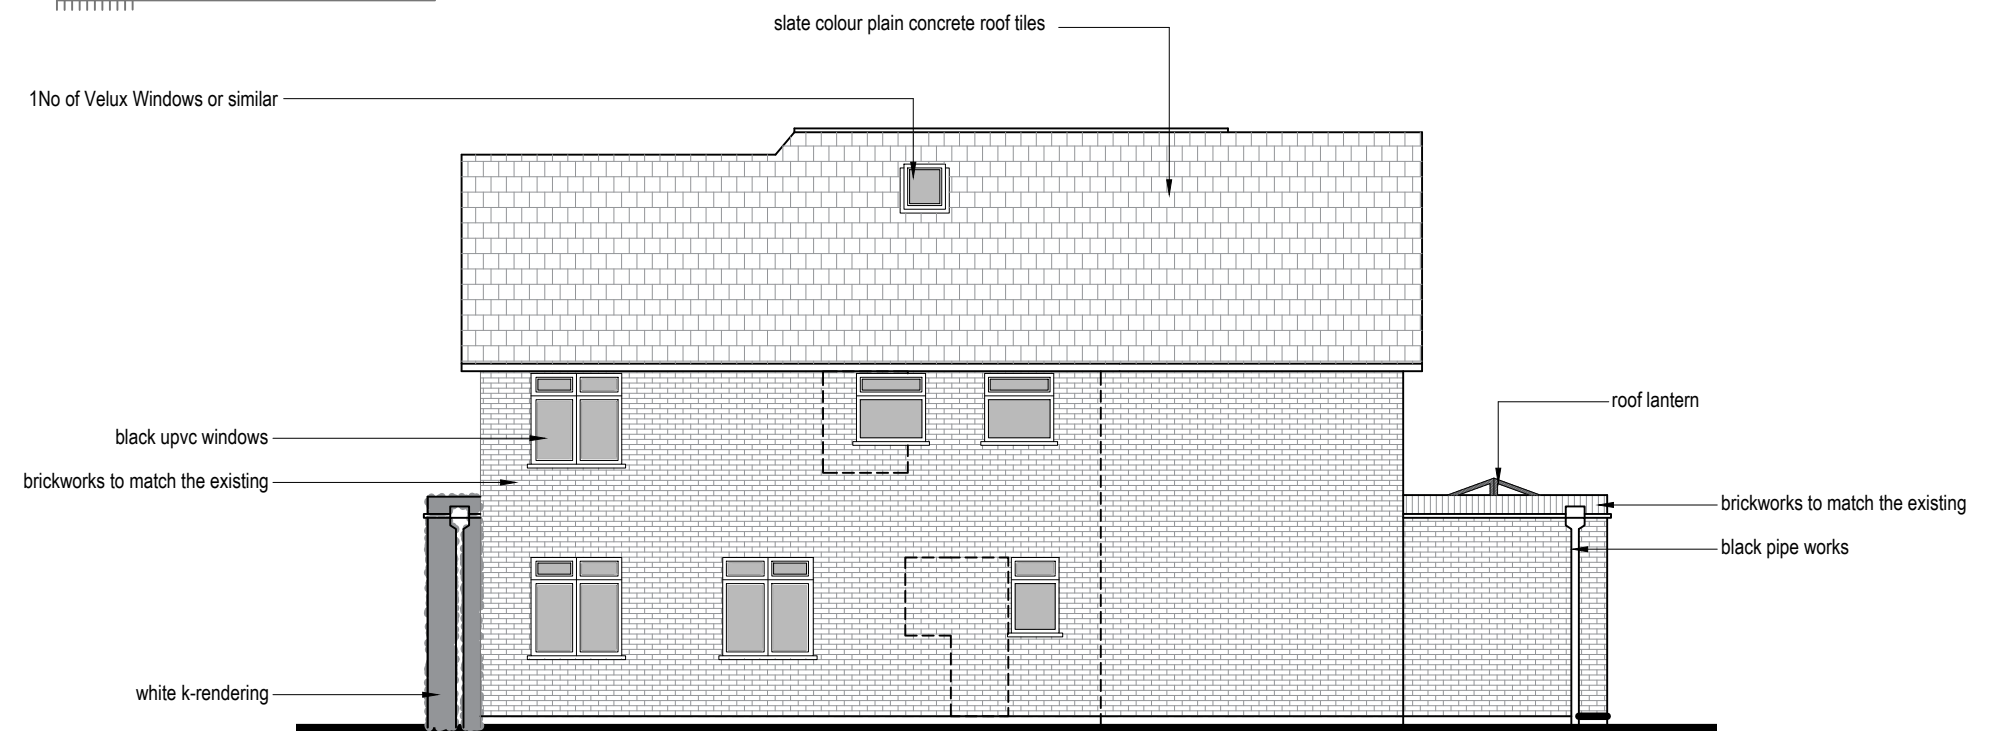 slate colour plain concrete roof tiles
1No of Velux Windows or similar
roof lantern
black upvc windows
brickworks to match the existing
brickworks to match the existing
black pipe works
white k-rendering